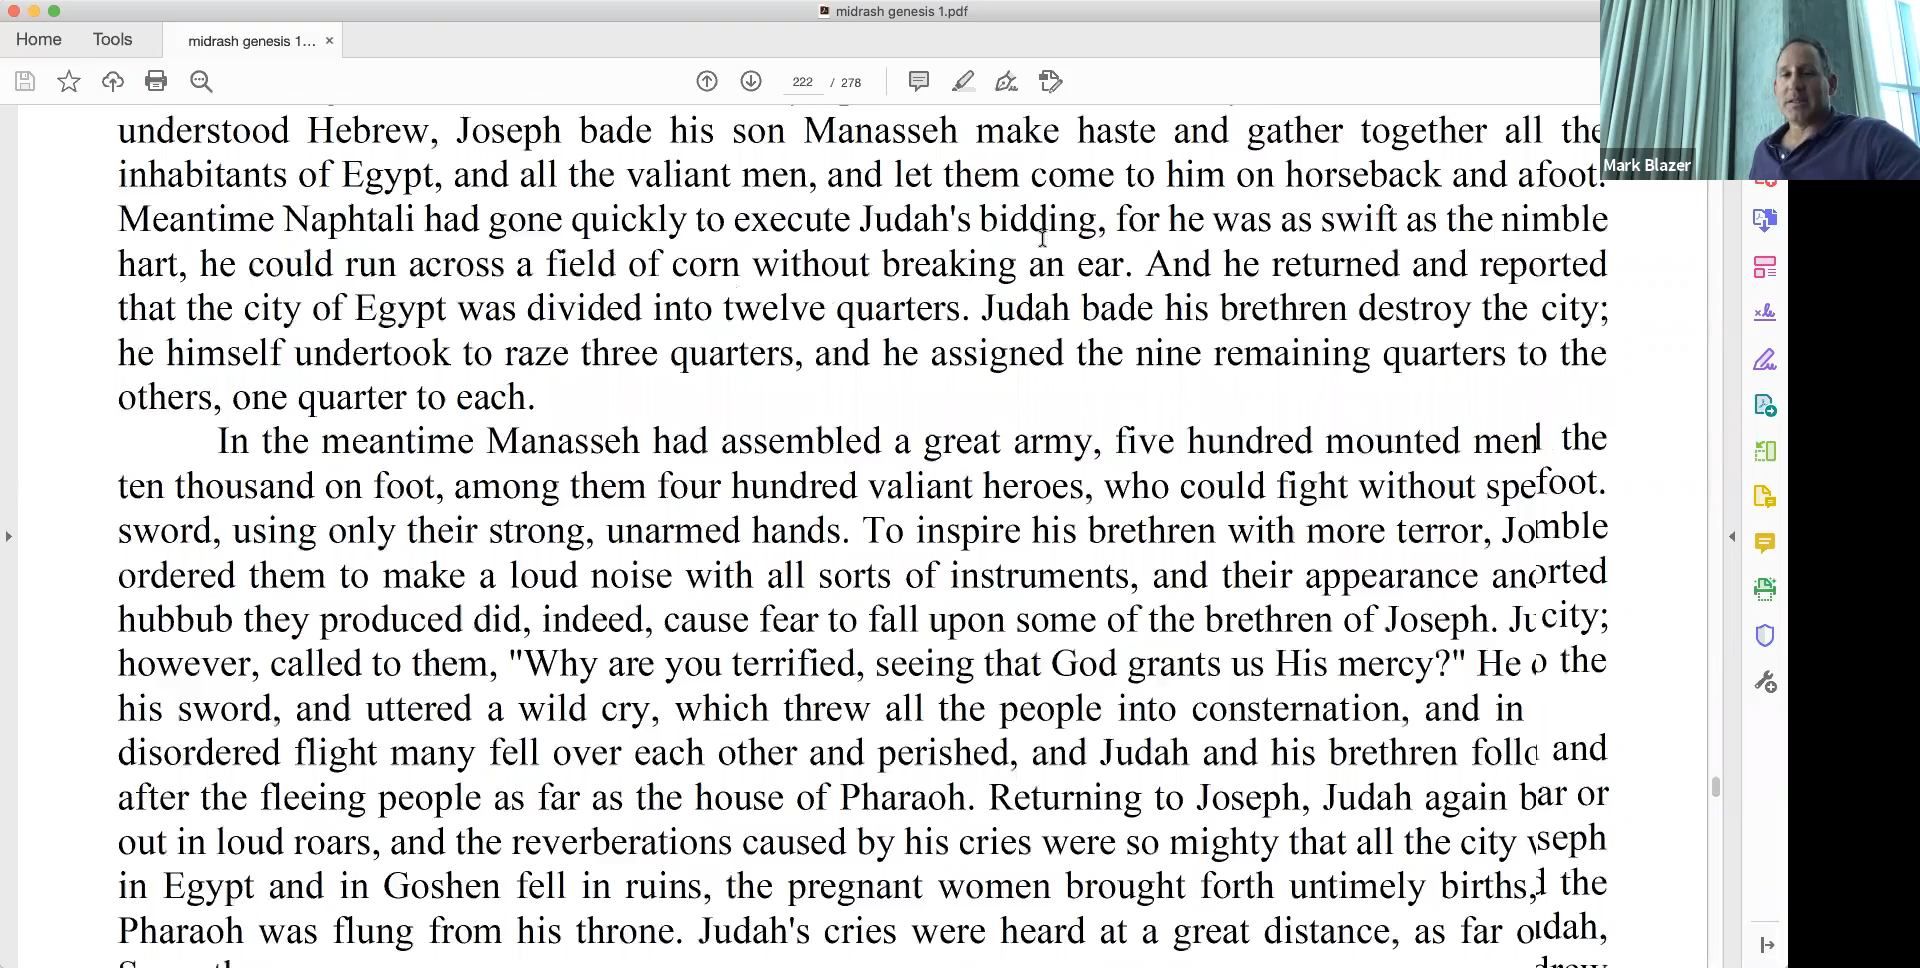 midrash genesis 1.pdf
Home Tools midrash genesis 1... ×
222 / 278
Mark Blazer
understood Hebrew, Joseph bade his son Manasseh make haste and gather together all the
inhabitants of Egypt, and all the valiant men, and let them come to him on horseback and afoot.
Meantime Naphtali had gone quickly to execute Judah's bidding, for he was as swift as the nimble
hart, he could run across a field of corn without breaking an ear. And he returned and reported
that the city of Egypt was divided into twelve quarters. Judah bade his brethren destroy the city;
he himself undertook to raze three quarters, and he assigned the nine remaining quarters to the
others, one quarter to each.
In the meantime Manasseh had assembled a great army, five hundred mounted men the
ten thousand on foot, among them four hundred valiant heroes, who could fight without spe foot.
sword, using only their strong, unarmed hands. To inspire his brethren with more terror, Jo mble
ordered them to make a loud noise with all sorts of instruments, and their appearance and orted
hubbub they produced did, indeed, cause fear to fall upon some of the brethren of Joseph. Ju city;
however, called to them, "Why are you terrified, seeing that God grants us His mercy?" He o the
his sword, and uttered a wild cry, which threw all the people into consternation, and in
disordered flight many fell over each other and perished, and Judah and his brethren follo and
after the fleeing people as far as the house of Pharaoh. Returning to Joseph, Judah again b ar or
out in loud roars, and the reverberations caused by his cries were so mighty that all the city seph
in Egypt and in Goshen fell in ruins, the pregnant women brought forth untimely births, the
Pharaoh was flung from his throne. Judah's cries were heard at a great distance, as far o dah,